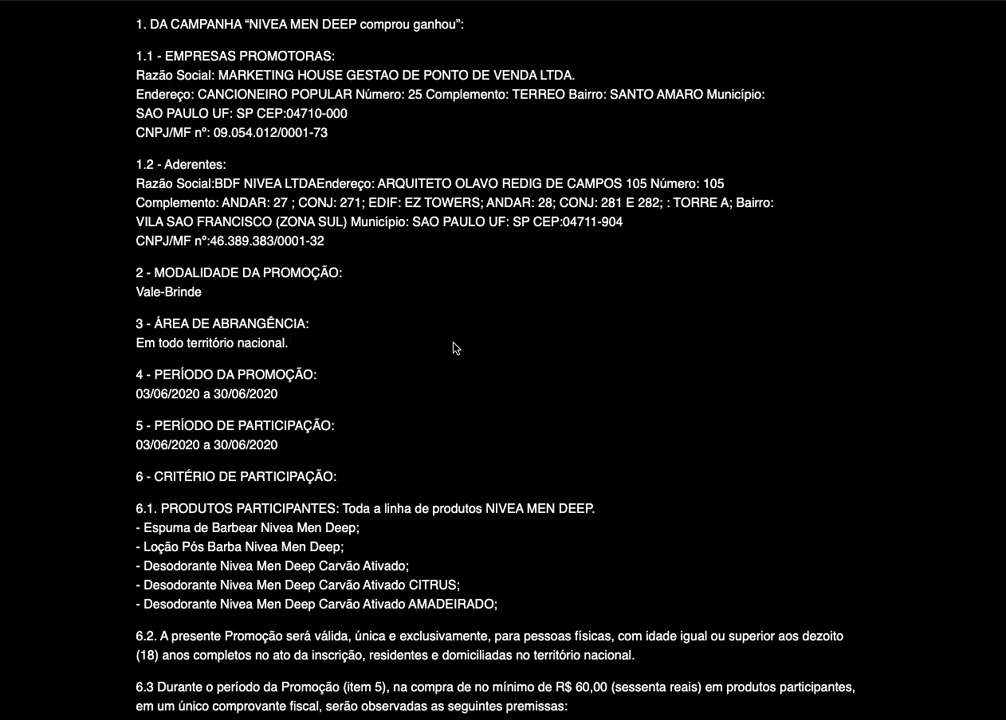 1. DA CAMPANHA “NIVEA MEN DEEP comprou ganhou”:
1.1 - EMPRESAS PROMOTORAS:
Razão Social: MARKETING HOUSE GESTAO DE PONTO DE VENDA LTDA.
Endereço: CANCIONEIRO POPULAR Número: 25 Complemento: TERREO Bairro: SANTO AMARO Município:
SAO PAULO UF: SP CEP:04710-000
CNPJ/MF nº: 09.054.012/0001-73
1.2 - Aderentes:
Razão Social:BDF NIVEA LTDAEndereço: ARQUITETO OLAVO REDIG DE CAMPOS 105 Número: 105
Complemento: ANDAR: 27 ; CONJ: 271; EDIF: EZ TOWERS; ANDAR: 28; CONJ: 281 E 282; : TORRE A; Bairro:
VILA SAO FRANCISCO (ZONA SUL) Município: SAO PAULO UF: SP CEP:04711-904
CNPJ/MF nº:46.389.383/0001-32
2 - MODALIDADE DA PROMOÇÃO:
Vale-Brinde
3 - ÁREA DE ABRANGÊNCIA:
Em todo território nacional.
4 - PERÍODO DA PROMOÇÃO:
03/06/2020 a 30/06/2020
5 - PERÍODO DE PARTICIPAÇÃO:
03/06/2020 a 30/06/2020
6 - CRITÉRIO DE PARTICIPAÇÃO:
6.1. PRODUTOS PARTICIPANTES: Toda a linha de produtos NIVEA MEN DEEP.
- Espuma de Barbear Nivea Men Deep;
- Loção Pós Barba Nivea Men Deep;
- Desodorante Nivea Men Deep Carvão Ativado;
- Desodorante Nivea Men Deep Carvão Ativado CITRUS;
- Desodorante Nivea Men Deep Carvão Ativado AMADEIRADO;
6.2. A presente Promoção será válida, única e exclusivamente, para pessoas físicas, com idade igual ou superior aos dezoito
(18) anos completos no ato da inscrição, residentes e domiciliadas no território nacional.
6.3 Durante o período da Promoção (item 5), na compra de no mínimo de R$ 60,00 (sessenta reais) em produtos participantes,
em um único comprovante fiscal, serão observadas as seguintes premissas: